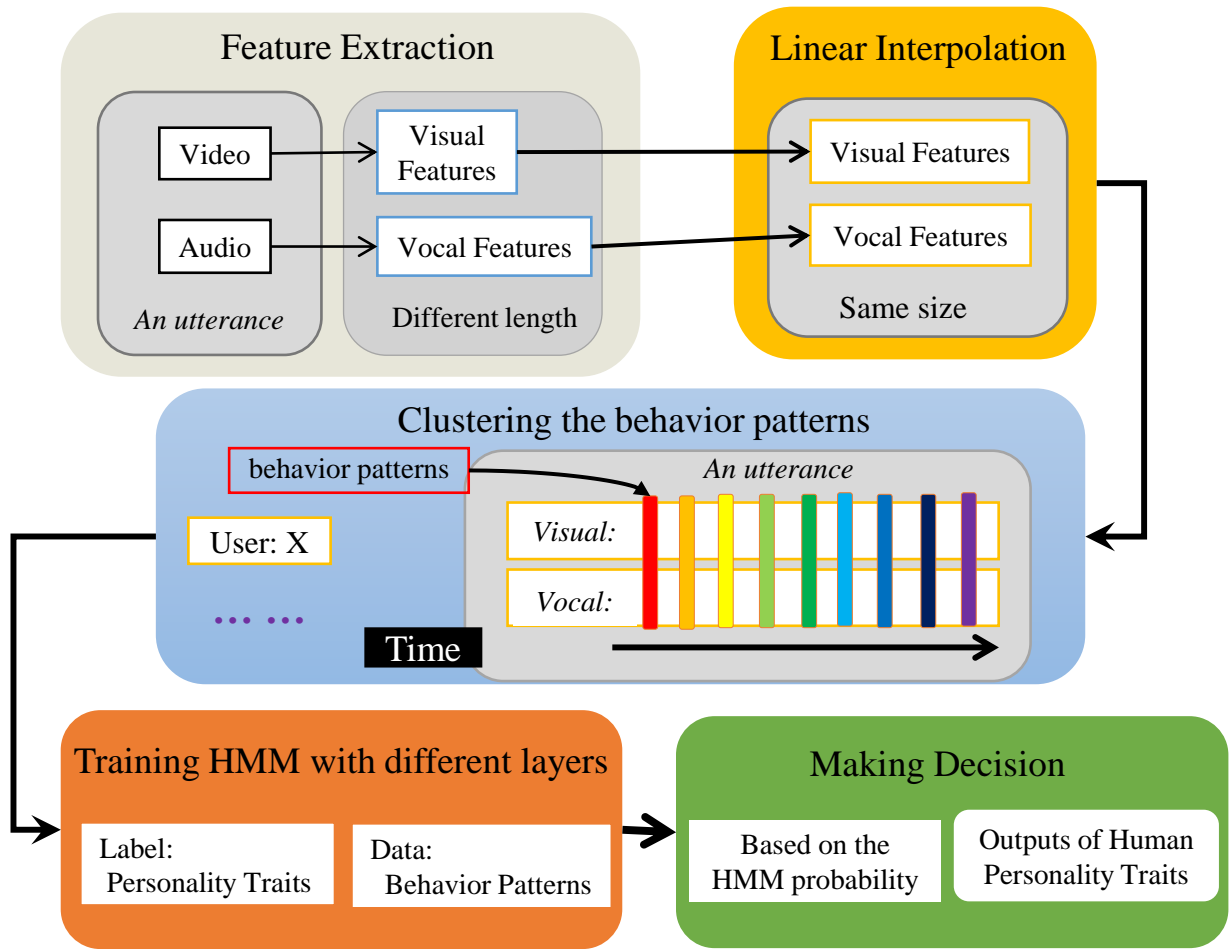 Feature Extraction
Video
Audio
An utterance
Visual
Features
Vocal Features
Different length
Linear Interpolation
Visual Features
Vocal Features
Same size
Clustering the behavior patterns
behavior patterns
An utterance
User: X
... ...
Visual:
Vocal:
Time
Training HMM with different layers
Label:
Personality Traits
Data:
Behavior Patterns
Making Decision
Based on the
HMM probability
Outputs of Human
Personality Traits